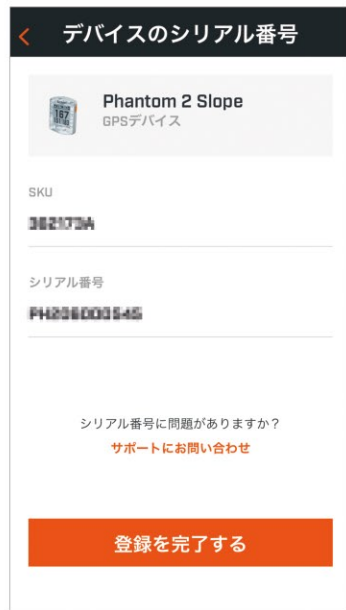 デバイスのシリアル番号
Phantom 2 Slope
GPSデバイス
SKU
シリアル番号
シリアル番号に問題がありますか？
サポートにお問い合わせ
登録を完了する